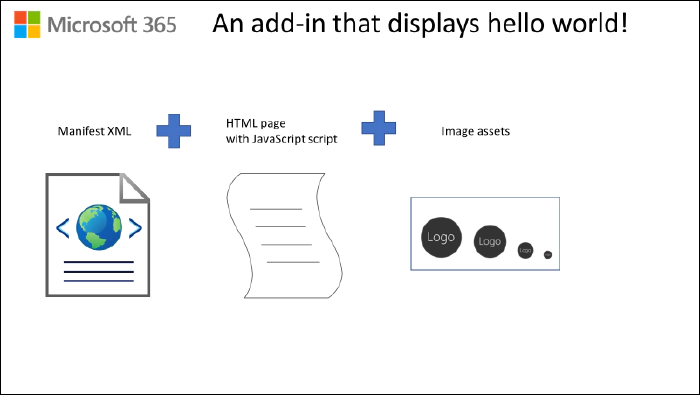 Microsoft 365
An add-in that displays hello world!
Manifest XML
HTML page
with JavaScript script
Image assets
Logo
Logo
Logo